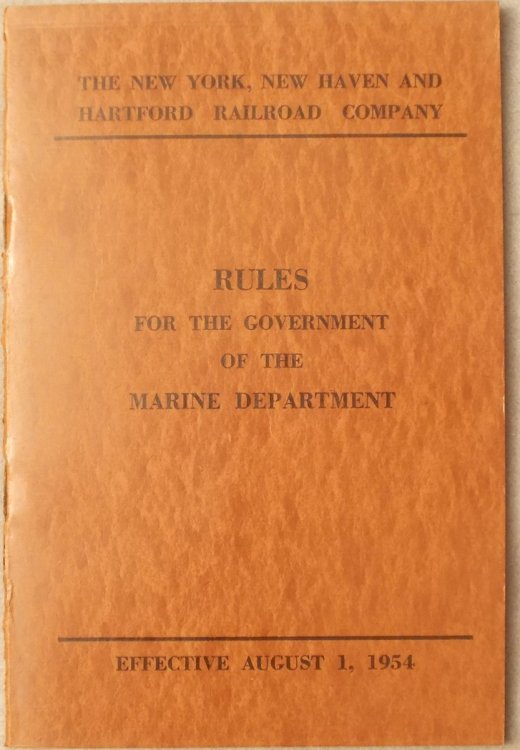 THE NEW YORK, NEW HAVEN AND
HARTFORD RAILROAD COMPANY
RULES
FOR THE GOVERNMENT
OF THE
MARINE DEPARTMENT
EFFECTIVE AUGUST 1, 1954